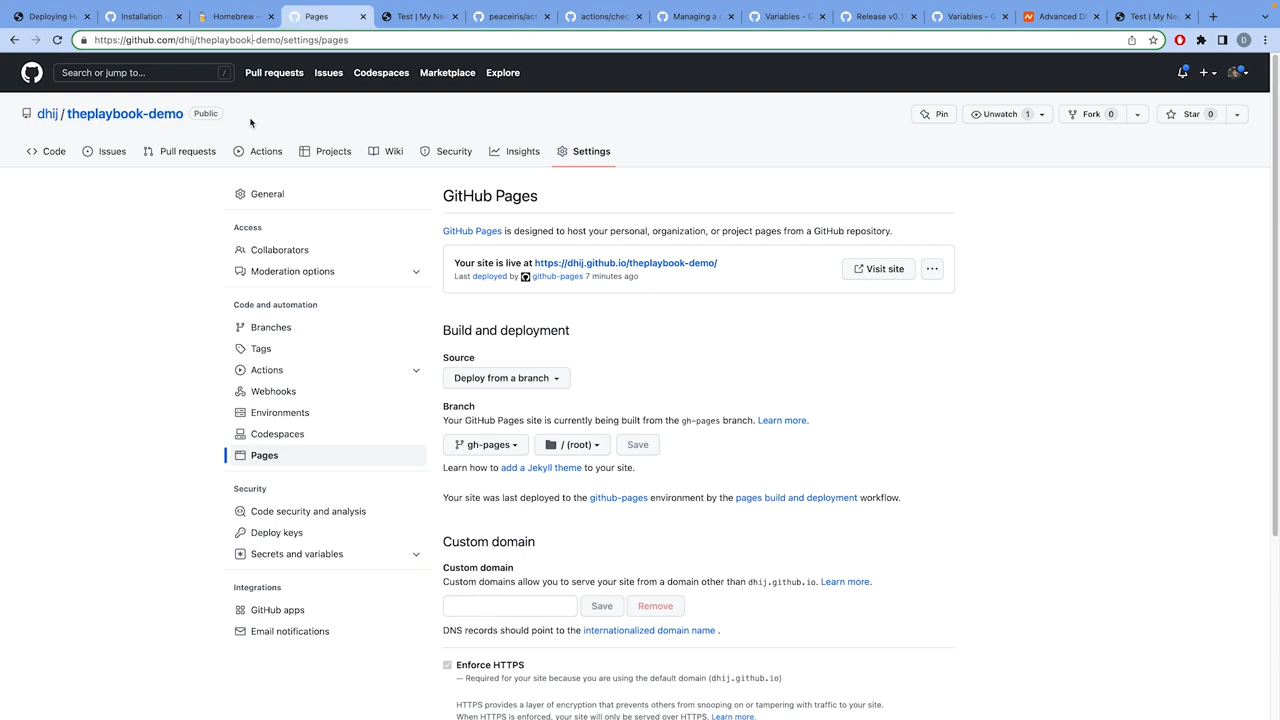 Deploying H
Installation -
Homebrew —
Pages
Test | My Ne
peaceiris/act
actions/chec
Managing a c
Variables - G
Release v0.1
Variables - G
Advanced D
Test | My Ne
https://github.com/dhij/theplaybook-demo/settings/pages
D
Search or jump to...
/
Pull requests
Issues
Codespaces
Marketplace
Explore
dhij / theplaybook-demo
Public
Pin
Unwatch 1
Fork 0
Star 0
Code
Issues
Pull requests
Actions
Projects
Wiki
Security
Insights
Settings
General
Access
Collaborators
Moderation options
Code and automation
Branches
Tags
Actions
Webhooks
Environments
Codespaces
Pages
Security
Code security and analysis
Deploy keys
Secrets and variables
Integrations
GitHub apps
Email notifications
GitHub Pages
GitHub Pages is designed to host your personal, organization, or project pages from a GitHub repository.
Your site is live at https://dhij.github.io/theplaybook-demo/
Last deployed by github-pages 7 minutes ago
Visit site
Build and deployment
Source
Deploy from a branch
Branch
Your GitHub Pages site is currently being built from the gh-pages branch. Learn more.
gh-pages
/ (root)
Save
Learn how to add a Jekyll theme to your site.
Your site was last deployed to the github-pages environment by the pages build and deployment workflow.
Custom domain
Custom domain
Custom domains allow you to serve your site from a domain other than dhij.github.io. Learn more.
Save
Remove
DNS records should point to the internationalized domain name .
Enforce HTTPS
— Required for your site because you are using the default domain (dhij.github.io)
HTTPS provides a layer of encryption that prevents others from snooping on or tampering with traffic to your site.
When HTTPS is enforced, your site will only be served over HTTPS. Learn more.